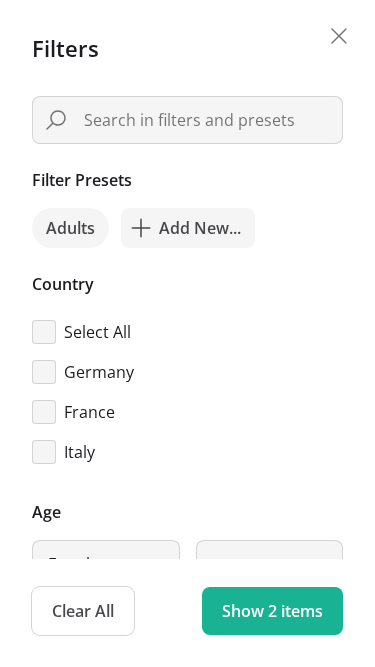 Filters
Search in filters and presets
Filter Presets
Adults
Add New...
Country
Select All
Germany
France
Italy
Age
Clear All
Show 2 items